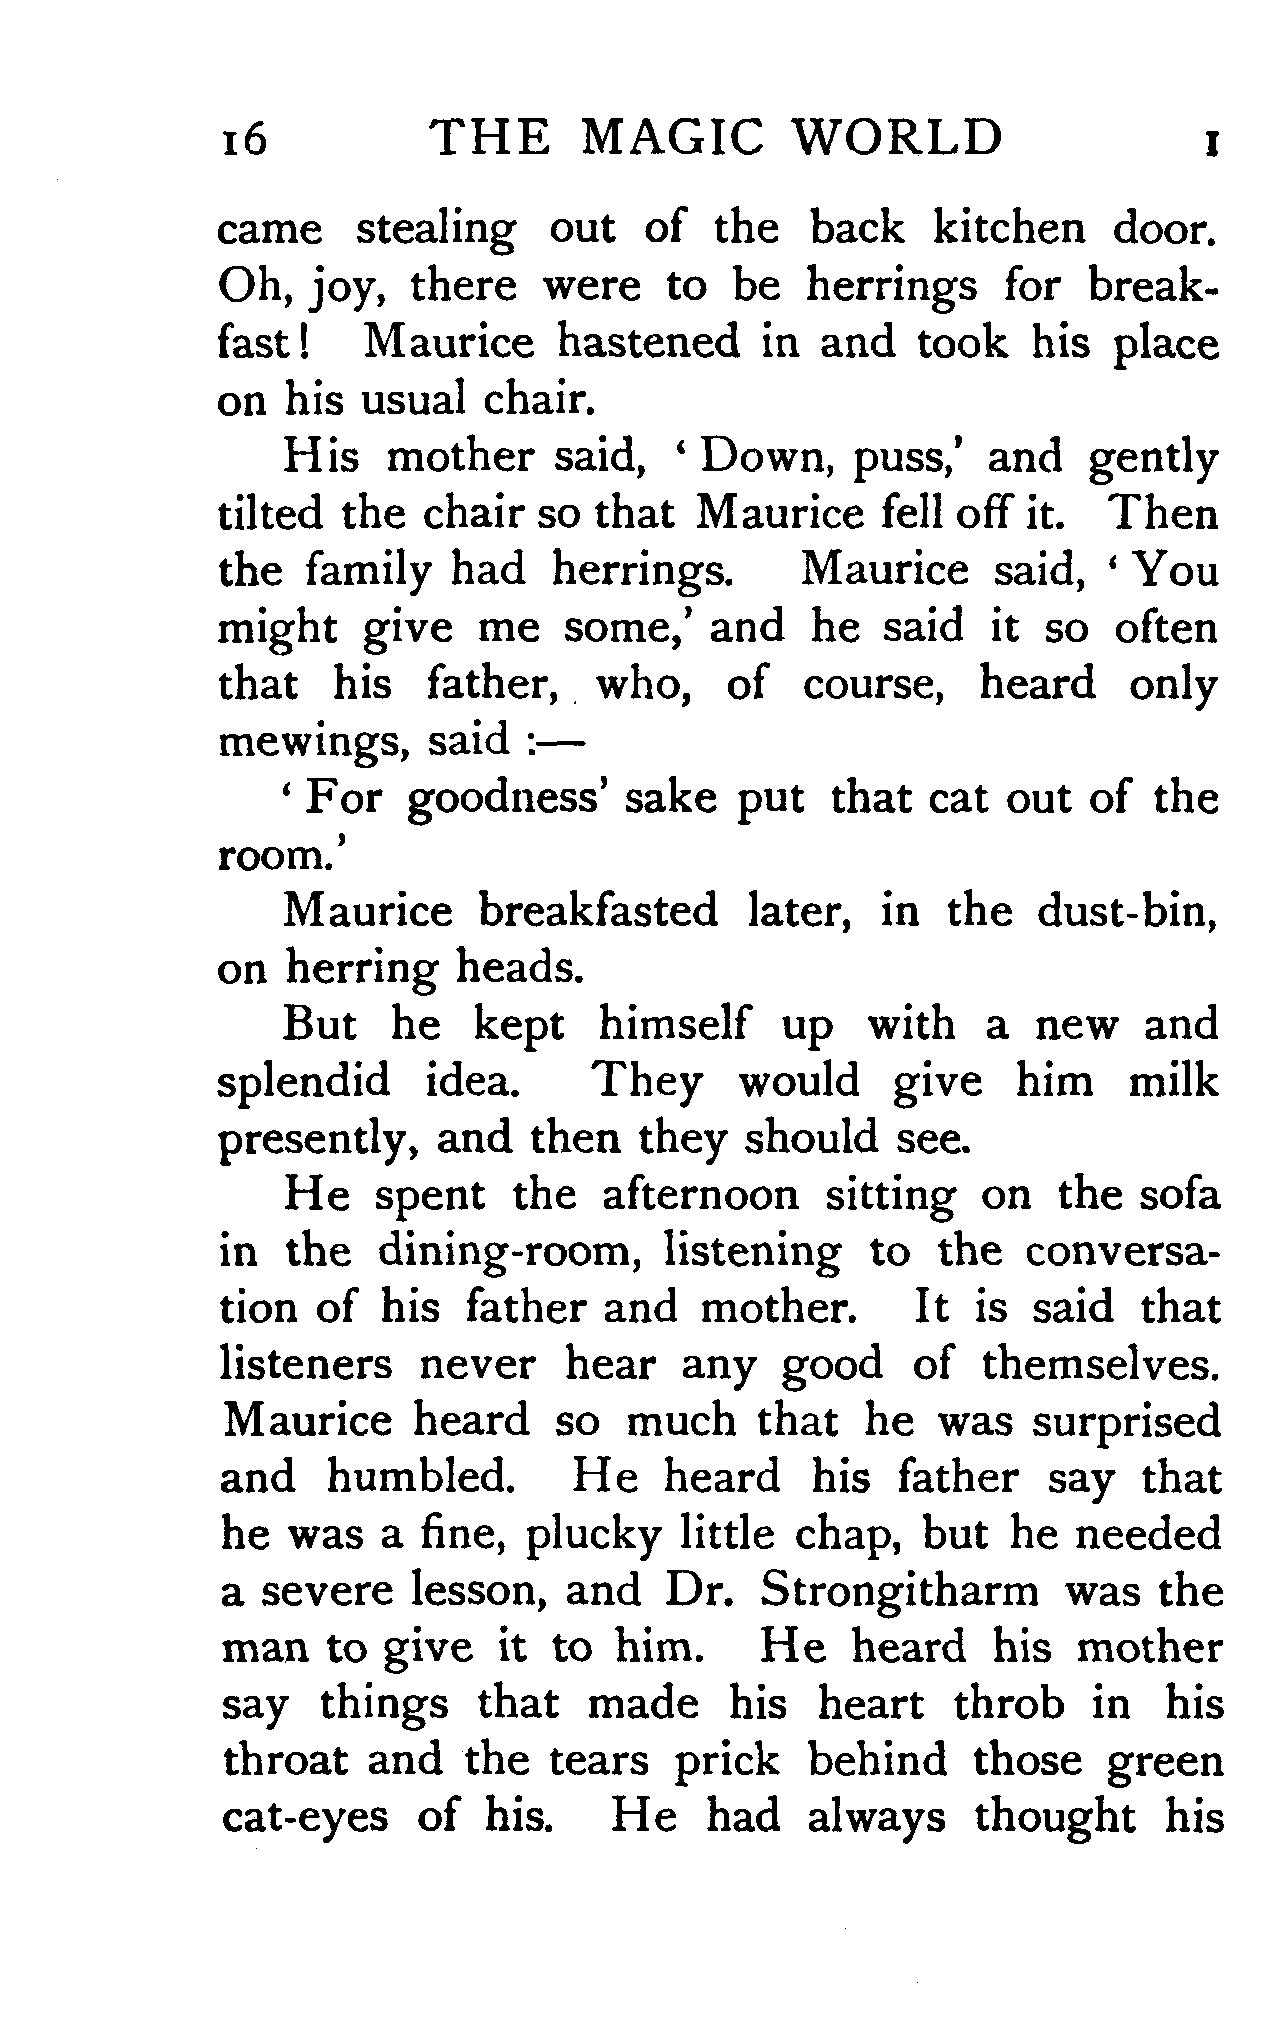 16 THE MAGIC WORLD I
came stealing out of the back kitchen door.
Oh, joy, there were to be herrings for break-
fast! Maurice hastened in and took his place
on his usual chair.
His mother said, ‘Down, puss,’ and gently
tilted the chair so that Maurice fell off it. Then
the family had herrings. Maurice said, ‘You
might give me some,’ and he said it so often
that his father, who, of course, heard only
mewings, said :—
‘For goodness’ sake put that cat out of the
room.’
Maurice breakfasted later, in the dust-bin,
on herring heads.
But he kept himself up with a new and
splendid idea. They would give him milk
presently, and then they should see.
He spent the afternoon sitting on the sofa
in the dining-room, listening to the conversa-
tion of his father and mother. It is said that
listeners never hear any good of themselves.
Maurice heard so much that he was surprised
and humbled. He heard his father say that
he was a fine, plucky little chap, but he needed
a severe lesson, and Dr. Strongitharm was the
man to give it to him. He heard his mother
say things that made his heart throb in his
throat and the tears prick behind those green
cat-eyes of his. He had always thought his